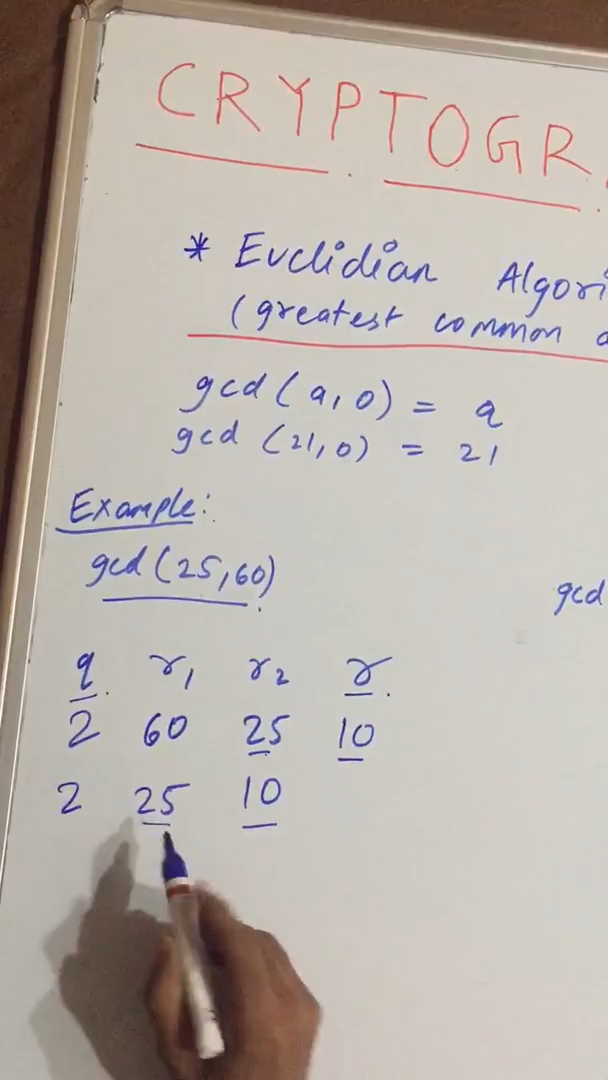 CRYPTOGR
* Euclidian Algori
(greatest common
gcd (a,0) = a
gcd (21,0) = 21
Example:
gcd (25,60)
gcd
q r1 r2 r
2 60 25 10
2 25 10